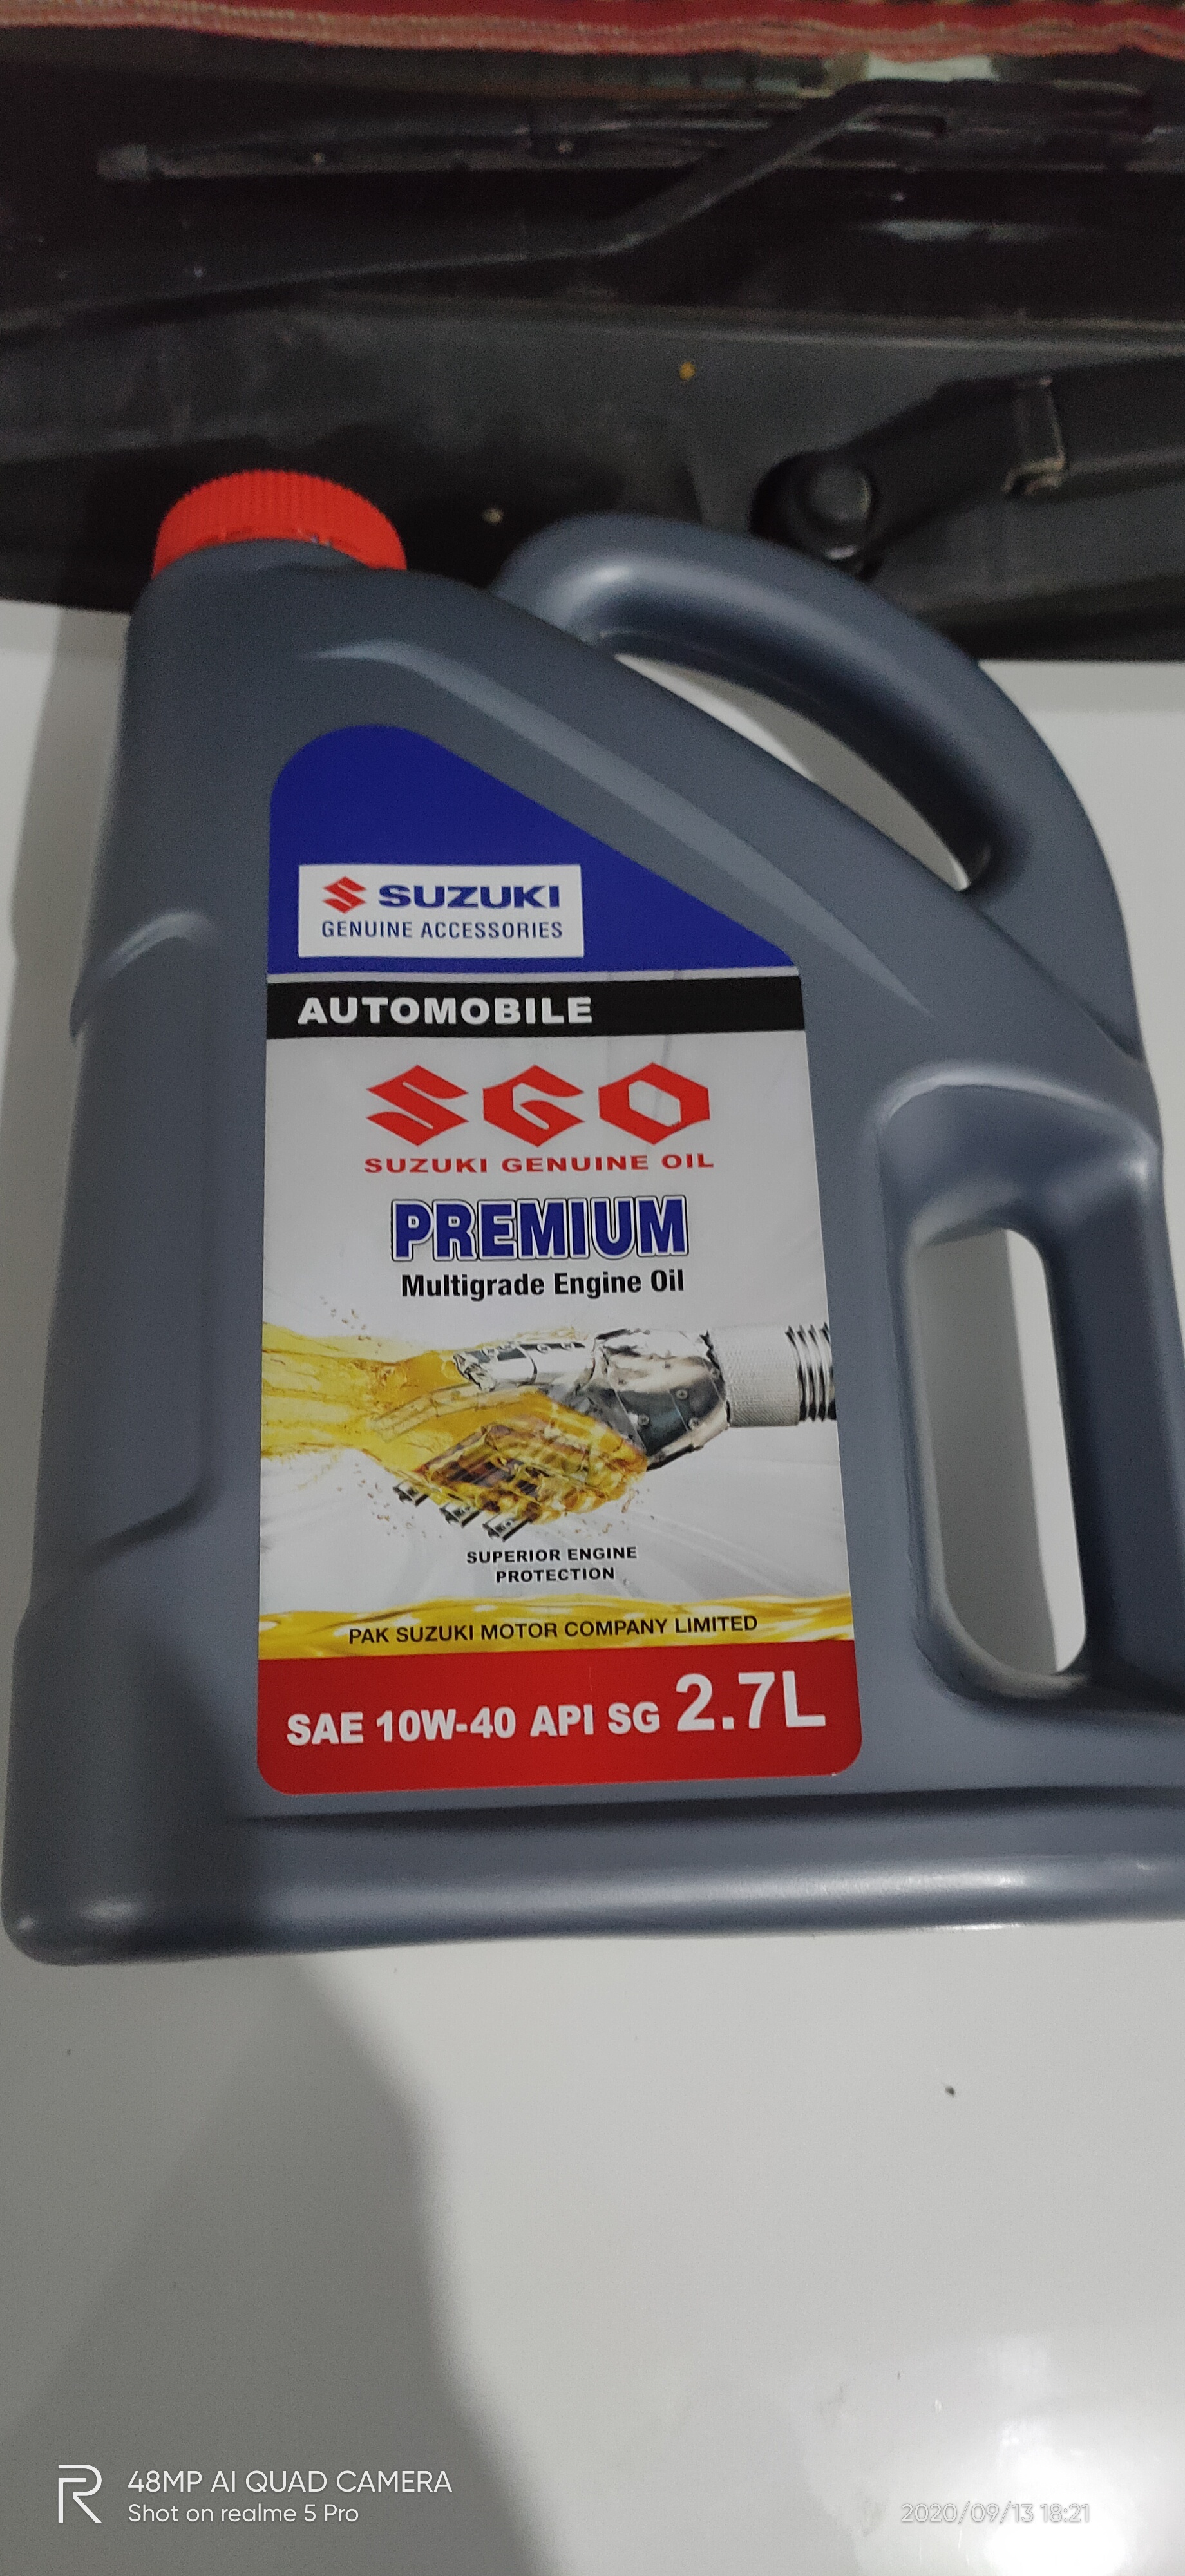 SUZUKI
GENUINE ACCESSORIES
AUTOMOBILE
SGO
SUZUKI GENUINE OIL
PREMIUM
Multigrade Engine Oil
SUPERIOR ENGINE
PROTECTION
PAK SUZUKI MOTOR COMPANY LIMITED
SAE 10W-40 API SG 2.7L
R
48MP AI QUAD CAMERA
Shot on realme 5 Pro
2020/09/13 18:21